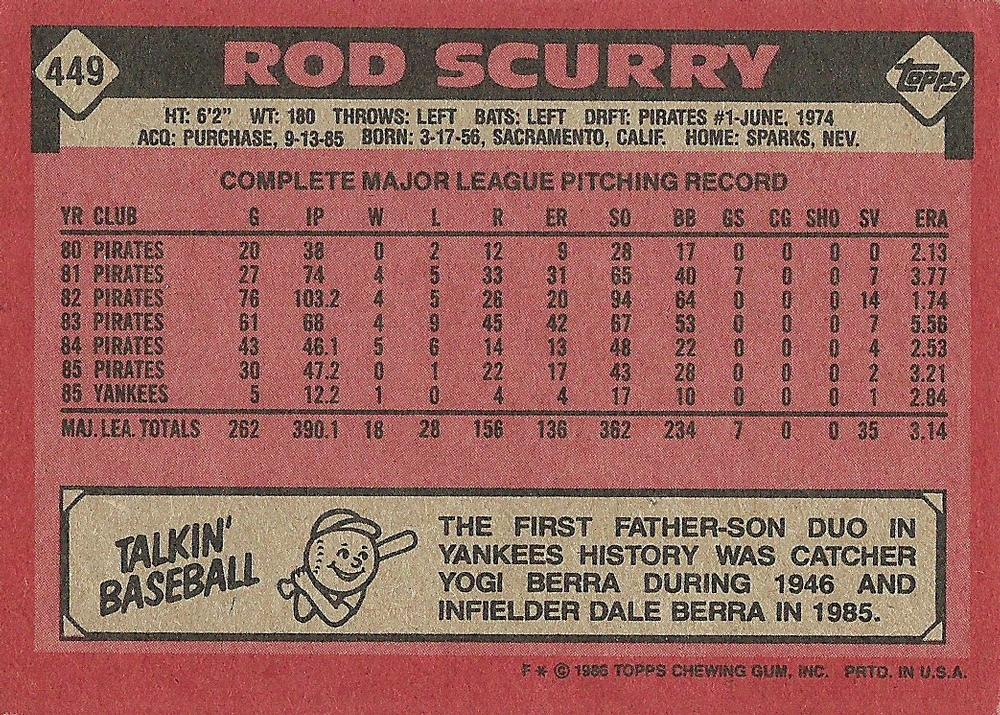 449
ROD SCURRY
TOPPS
HT: 6'2" WT: 180 THROWS: LEFT BATS: LEFT DRFT: PIRATES #1-JUNE, 1974
ACQ: PURCHASE, 9-13-85 BORN: 3-17-56, SACRAMENTO, CALIF. HOME: SPARKS, NEV.
COMPLETE MAJOR LEAGUE PITCHING RECORD
YR CLUB G IP W L R ER SO BB GS CG SHO SV ERA
80 PIRATES 20 38 0 2 12 9 28 17 0 0 0 0 2.13
81 PIRATES 27 74 4 5 33 31 65 40 7 0 0 7 3.77
82 PIRATES 76 103.2 4 5 26 20 94 64 0 0 0 14 1.74
83 PIRATES 61 68 4 9 45 42 67 53 0 0 0 7 5.56
84 PIRATES 43 46.1 5 6 14 13 48 22 0 0 0 4 2.53
85 PIRATES 30 47.2 0 1 22 17 43 28 0 0 0 2 3.21
85 YANKEES 5 12.2 1 0 4 4 17 10 0 0 0 1 2.84
MAJ. LEA. TOTALS 262 390.1 18 28 156 136 362 234 7 0 0 35 3.14
TALKIN'
BASEBALL
THE FIRST FATHER-SON DUO IN
YANKEES HISTORY WAS CATCHER
YOGI BERRA DURING 1946 AND
INFIELDER DALE BERRA IN 1985.
F * © 1986 TOPPS CHEWING GUM, INC. PRTD. IN U.S.A.